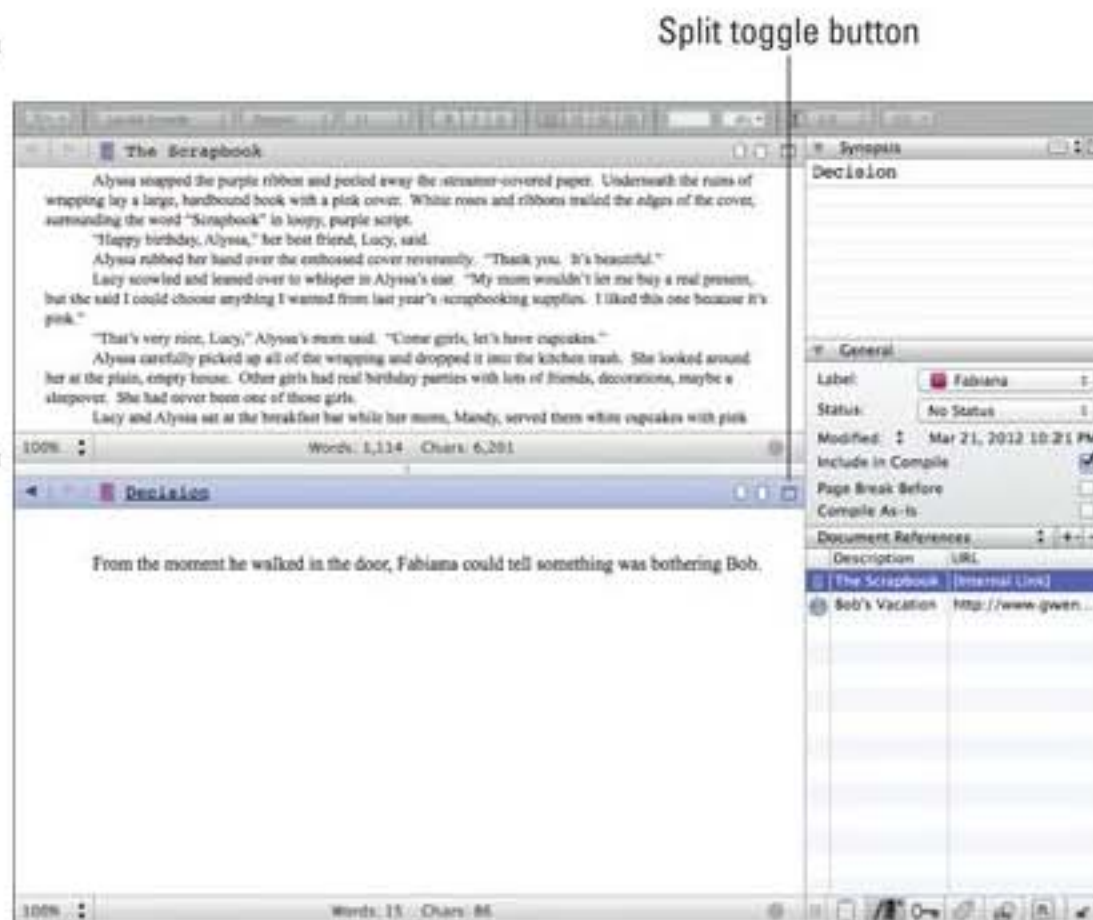 Split toggle button
The Scrapbook
Alyssa snapped the purple ribbon and peeled away the streamer-covered paper. Underneath the ruins of
wrapping lay a large, hardbound book with a pink cover. White roses and ribbons trailed the edges of the cover,
surrounding the word "Scrapbook" in loopy, purple script.
"Happy birthday, Alyssa," her best friend, Lucy, said.
Alyssa rubbed her hand over the embossed cover reverently. "Thank you. It's beautiful."
Lucy scowled and leaned over to whisper in Alyssa's ear. "My mom wouldn't let me buy a real present,
but she said I could choose anything I wanted from last year's scrapbooking supplies. I liked this one because it's
pink."
"That's very nice, Lucy," Alyssa's mom said. "Come girls, let's have cupcakes."
Alyssa carefully picked up all of the wrapping and dropped it into the kitchen trash. She looked around
her at the plain, empty house. Other girls had real birthday parties with lots of friends, decorations, maybe a
sleepover. She had never been one of those girls.
Lucy and Alyssa sat at the breakfast bar while her mom, Mandy, served them white cupcakes with pink
100% Words: 1,114 Chars: 6,201
Decision
From the moment he walked in the door, Fabiana could tell something was bothering Bob.
100% Words: 15 Chars: 86
Synopsis
Decision
General
Label: Fabiana
Status: No Status
Modified: Mar 21, 2012 10:21 PM
Include in Compile
Page Break Before
Compile As-Is
Document References
Description URL
The Scrapbook [Internal Link]
Bob's Vacation http://www.gwen...